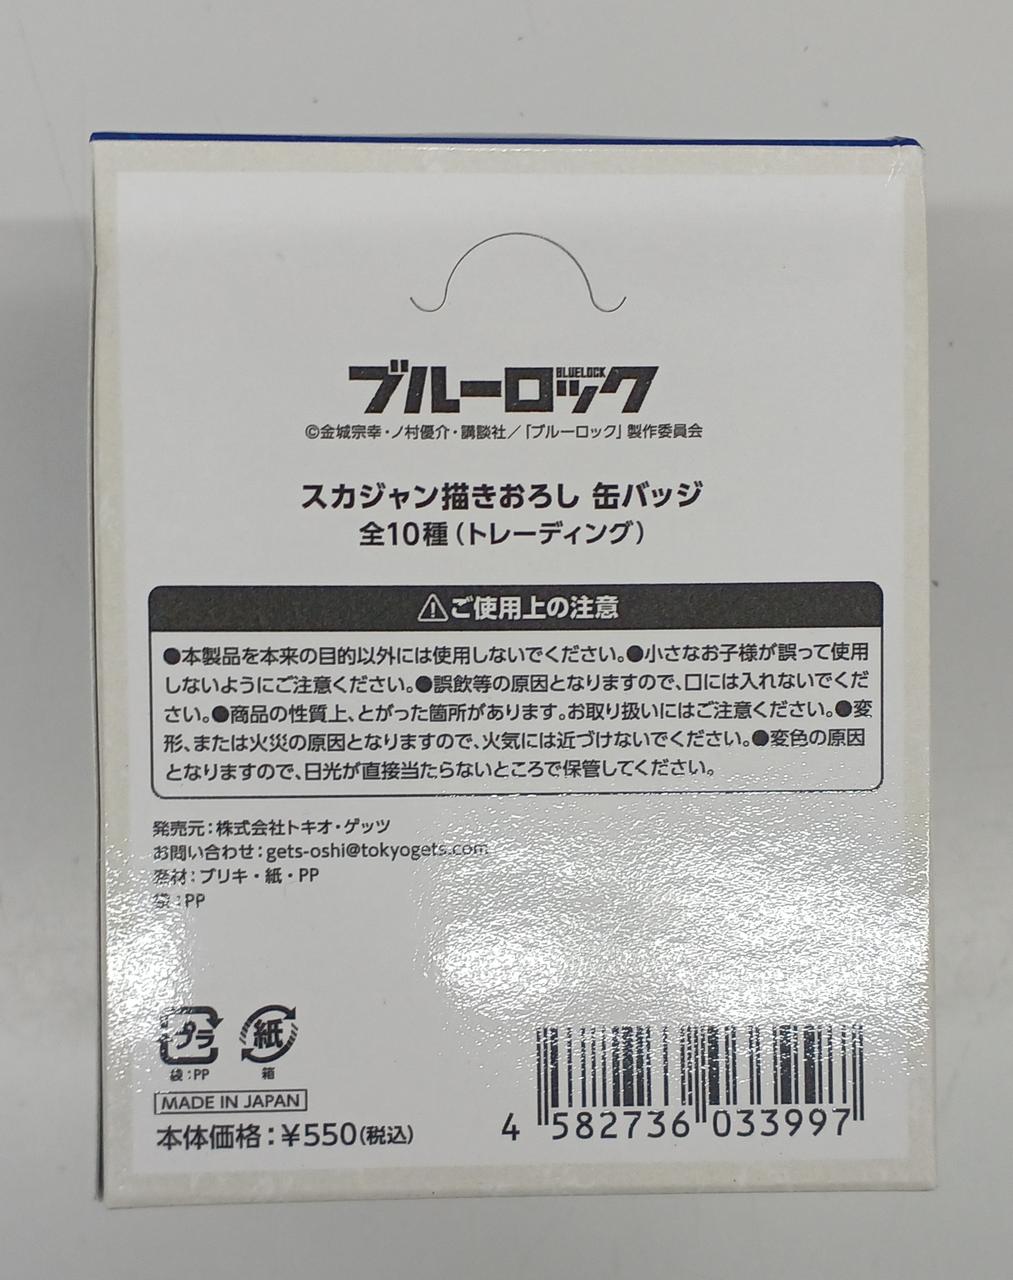 ブルーロック
BLUELOCK
©金城宗幸・ノ村優介・講談社／「ブルーロック」製作委員会
スカジャン描きおろし 缶バッジ
全10種（トレーディング）
⚠ご使用上の注意
●本製品を本来の目的以外には使用しないでください。●小さなお子様が誤って使用
しないようにご注意ください。●誤飲等の原因となりますので、口には入れないでくだ
さい。●商品の性質上、とがった箇所があります。お取り扱いにはご注意ください。●変
形、または火災の原因となりますので、火気には近づけないでください。●変色の原因
となりますので、日光が直接当たらないところで保管してください。
発売元：株式会社トキオ・ゲッツ
お問い合わせ：gets-oshi@tokyogets.com
素材：ブリキ・紙・PP
袋：PP
プラ 紙
袋：PP 箱
MADE IN JAPAN
本体価格：¥550（税込）
4 582736 033997